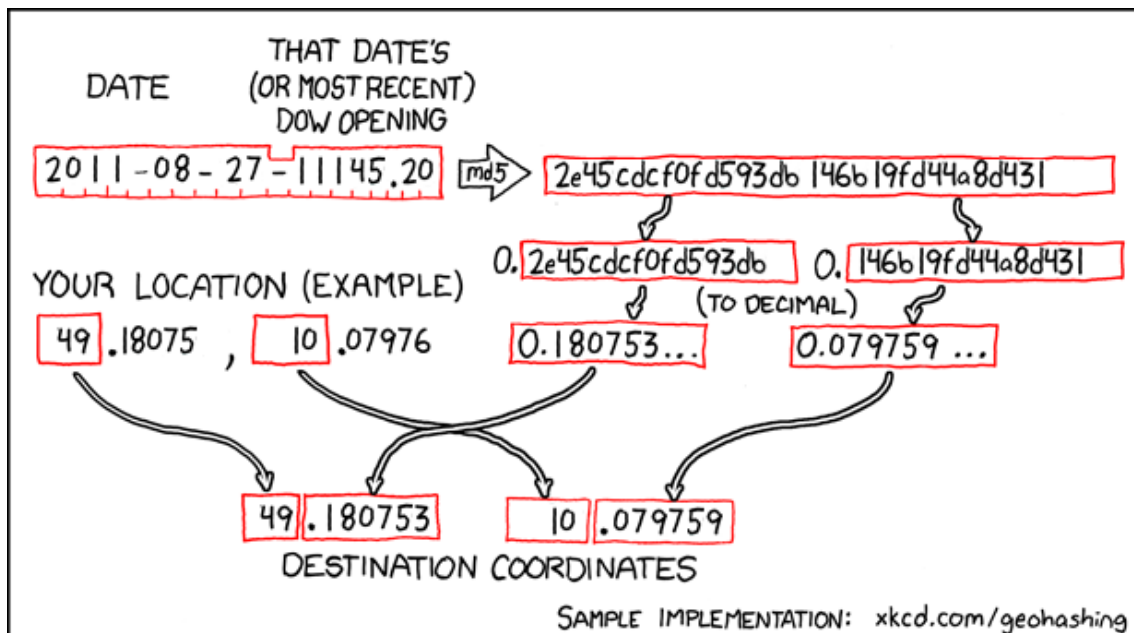 DATE
THAT DATE'S
(OR MOST RECENT)
DOW OPENING
2011-08-27-11145.20
md5
2e45cdcf0fd593db 146b19fd44a8d431
0.2e45cdcf0fd593db
0.146b19fd44a8d431
YOUR LOCATION (EXAMPLE)
(TO DECIMAL)
49.18075, 10.07976
0.180753...
0.079759...
49.180753
10.079759
DESTINATION COORDINATES
SAMPLE IMPLEMENTATION: xkcd.com/geohashing